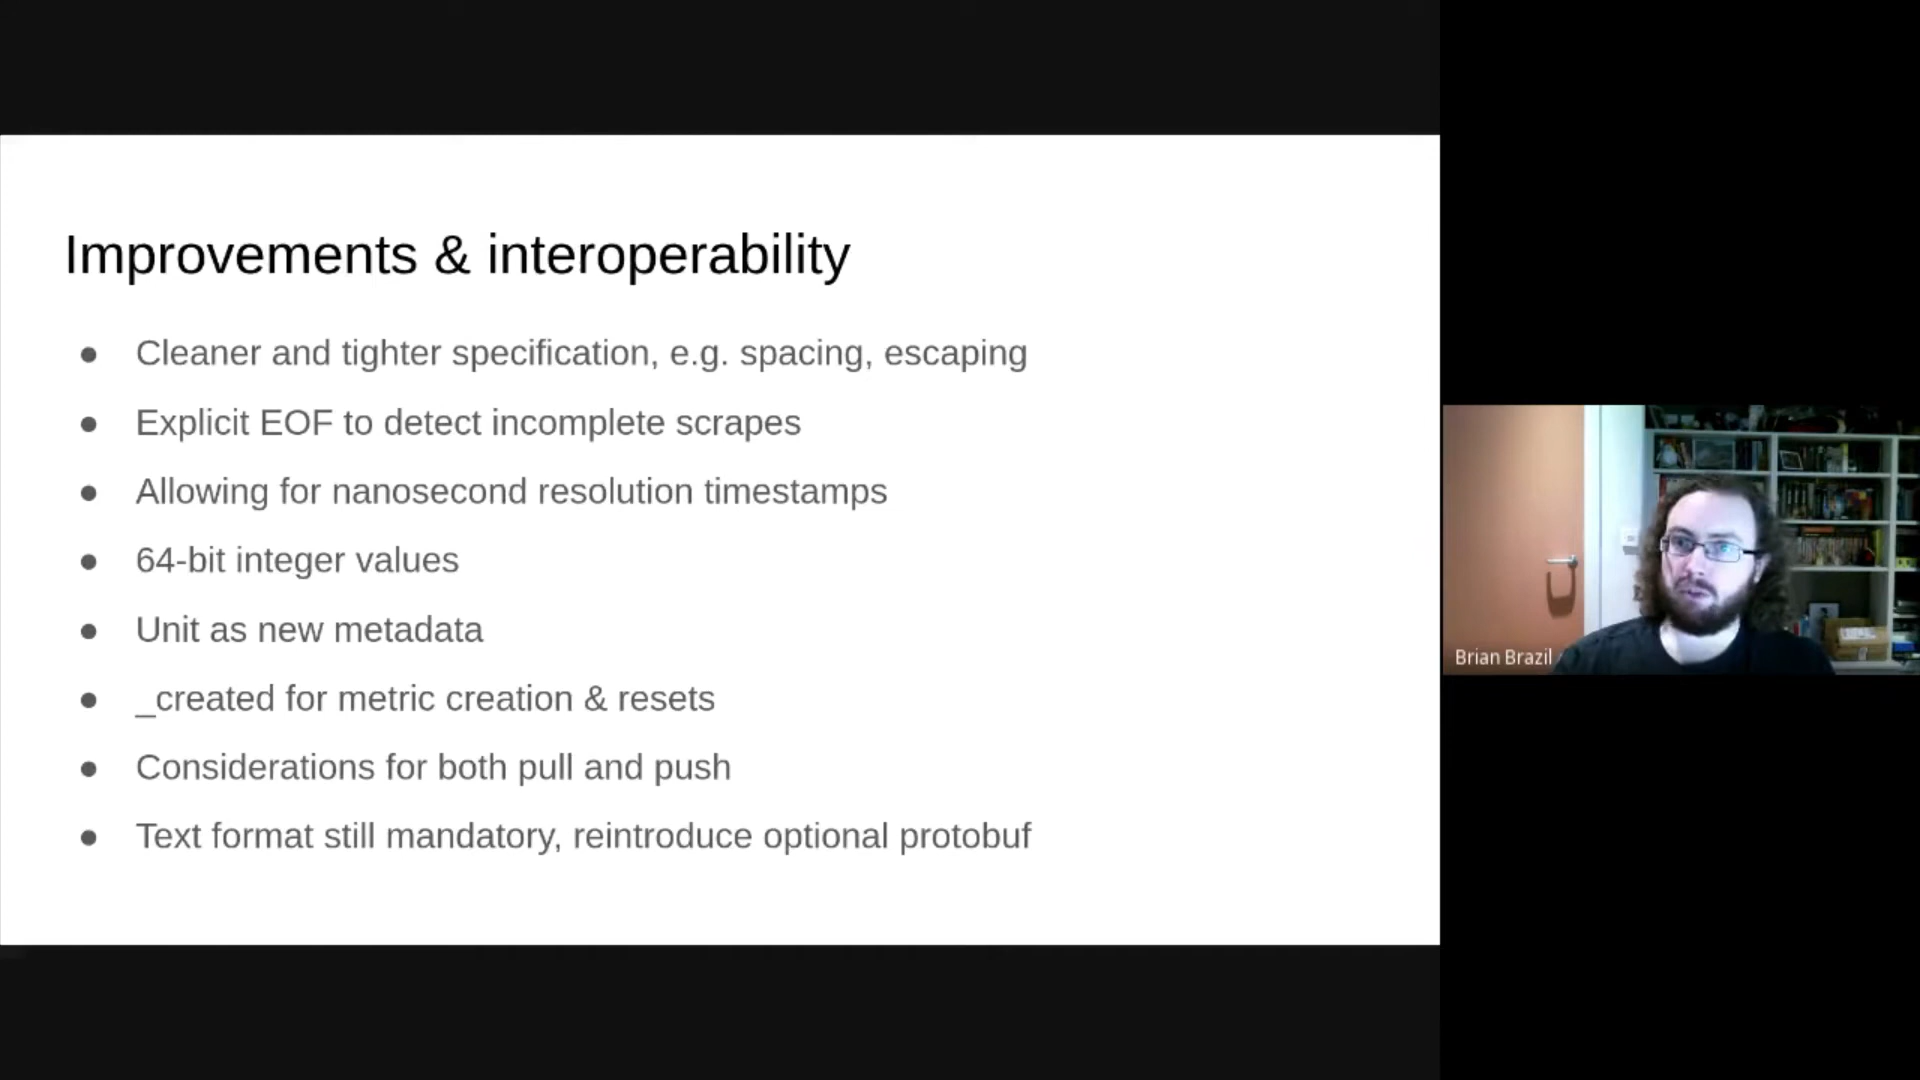 Improvements & interoperability
● Cleaner and tighter specification, e.g. spacing, escaping
● Explicit EOF to detect incomplete scrapes
● Allowing for nanosecond resolution timestamps
● 64-bit integer values
● Unit as new metadata
● _created for metric creation & resets
● Considerations for both pull and push
● Text format still mandatory, reintroduce optional protobuf
Brian Brazil